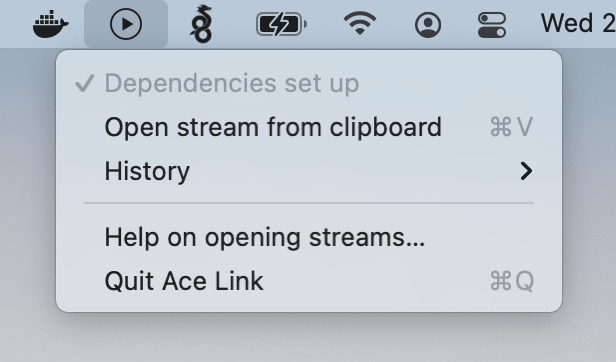 Wed 2
Dependencies set up
Open stream from clipboard ⌘V
History
Help on opening streams...
Quit Ace Link ⌘Q